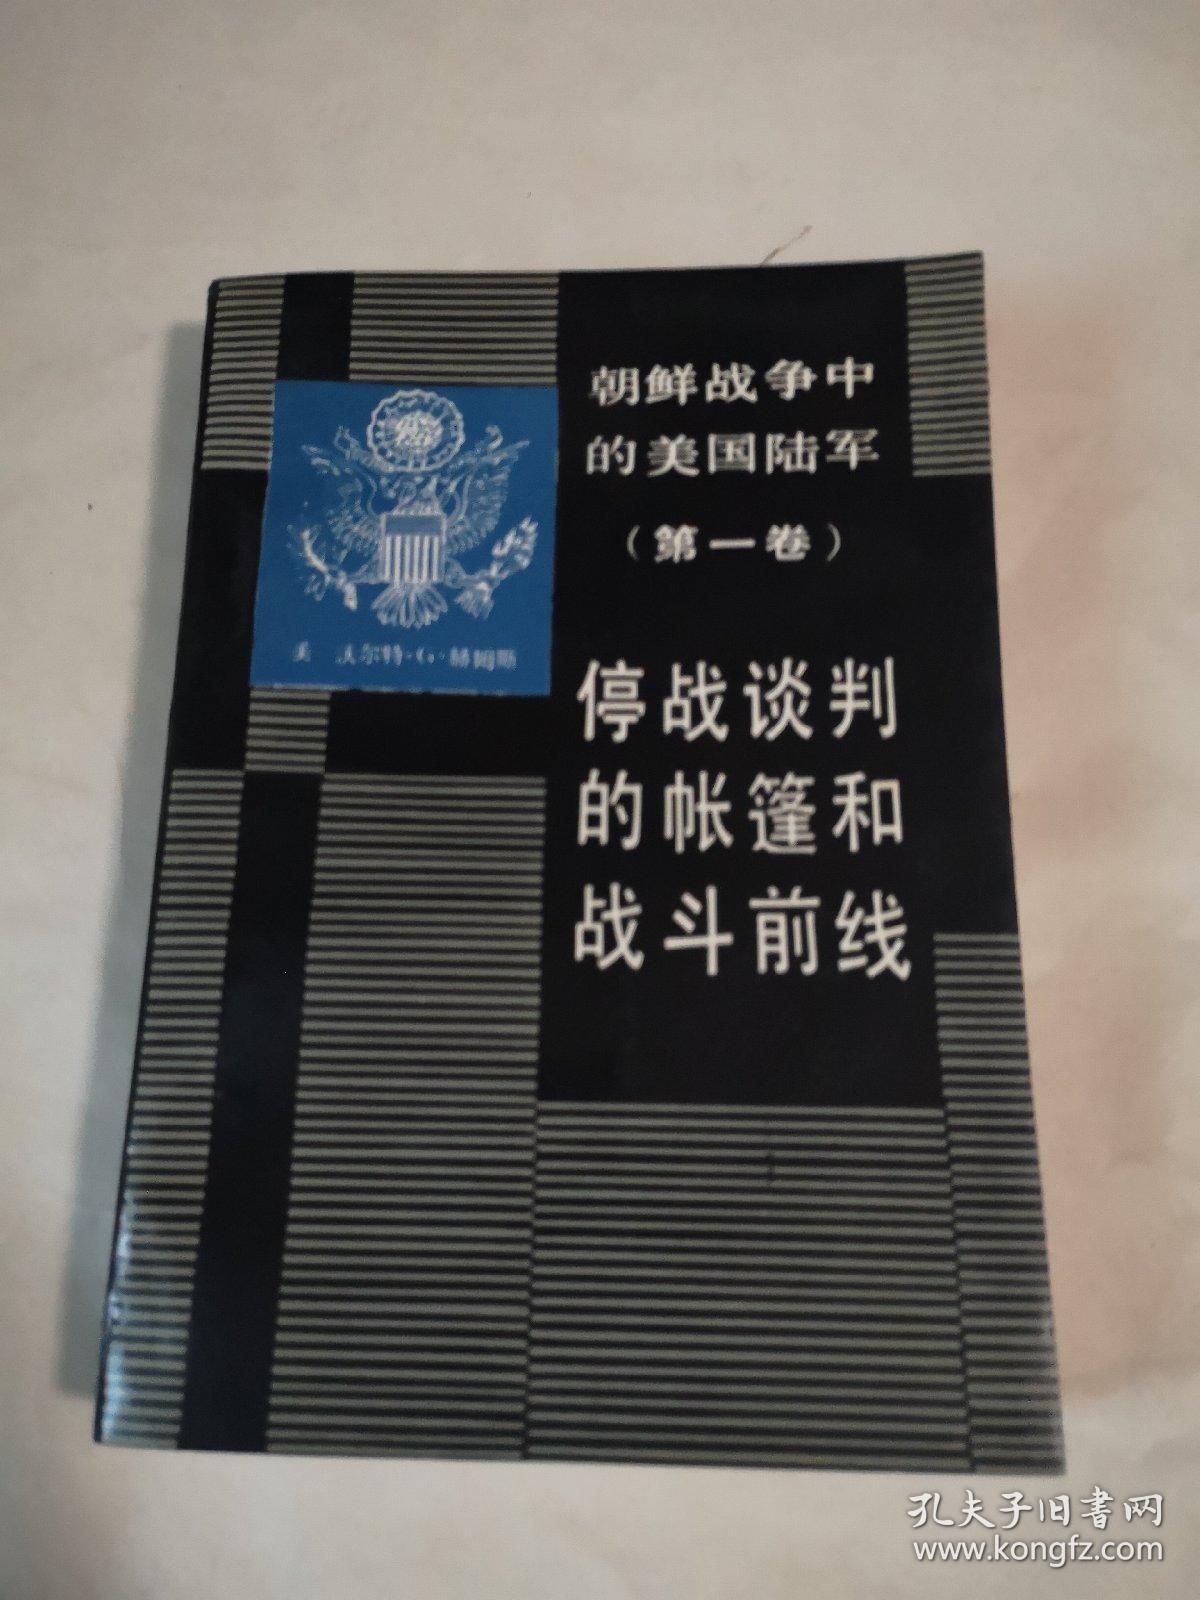 朝鲜战争中
的美国陆军
（第一卷）
美 沃尔特·G·赫姆斯
停战谈判
的帐篷和
战斗前线
孔夫子旧书网
www.kongfz.com